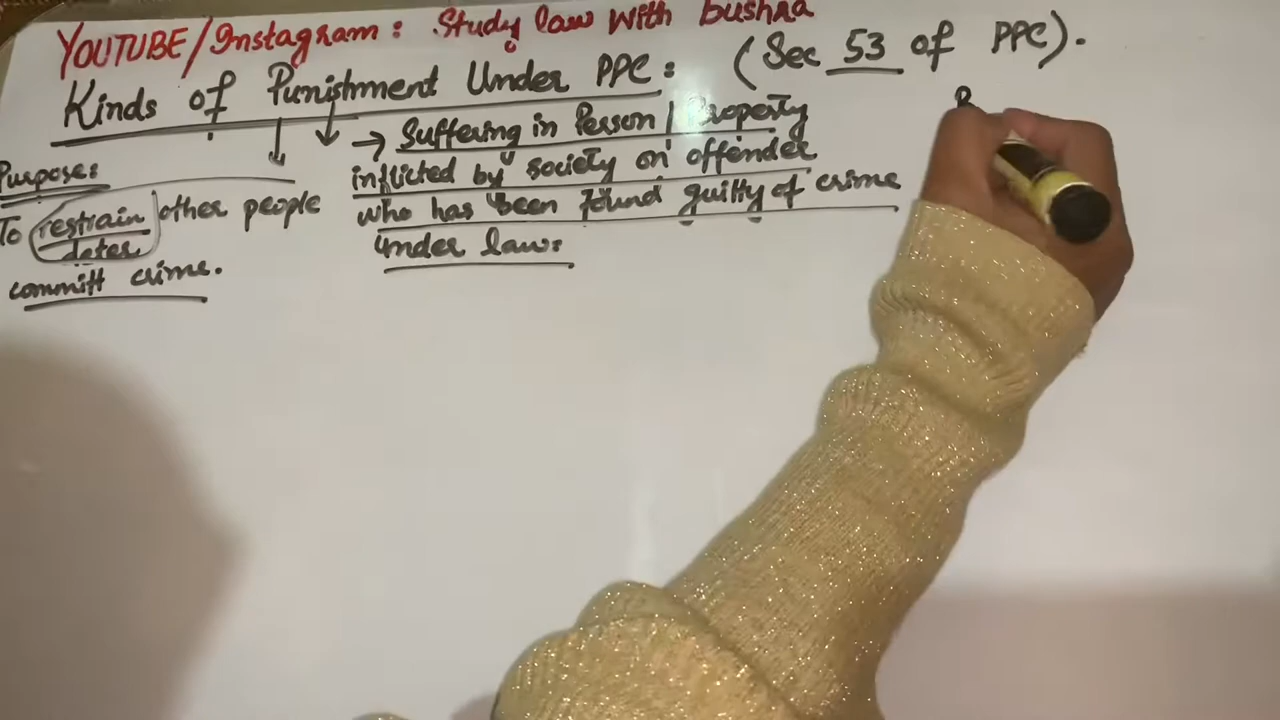 YOUTUBE/Instagram: Study law with bushra
Kinds of Punishment Under PPC: (Sec 53 of PPC).
→ Suffering in Person / Property
inflicted by society on offender
who has been found guilty of crime
under law:
Purpose:
To restrain other people
deter
committ crime.